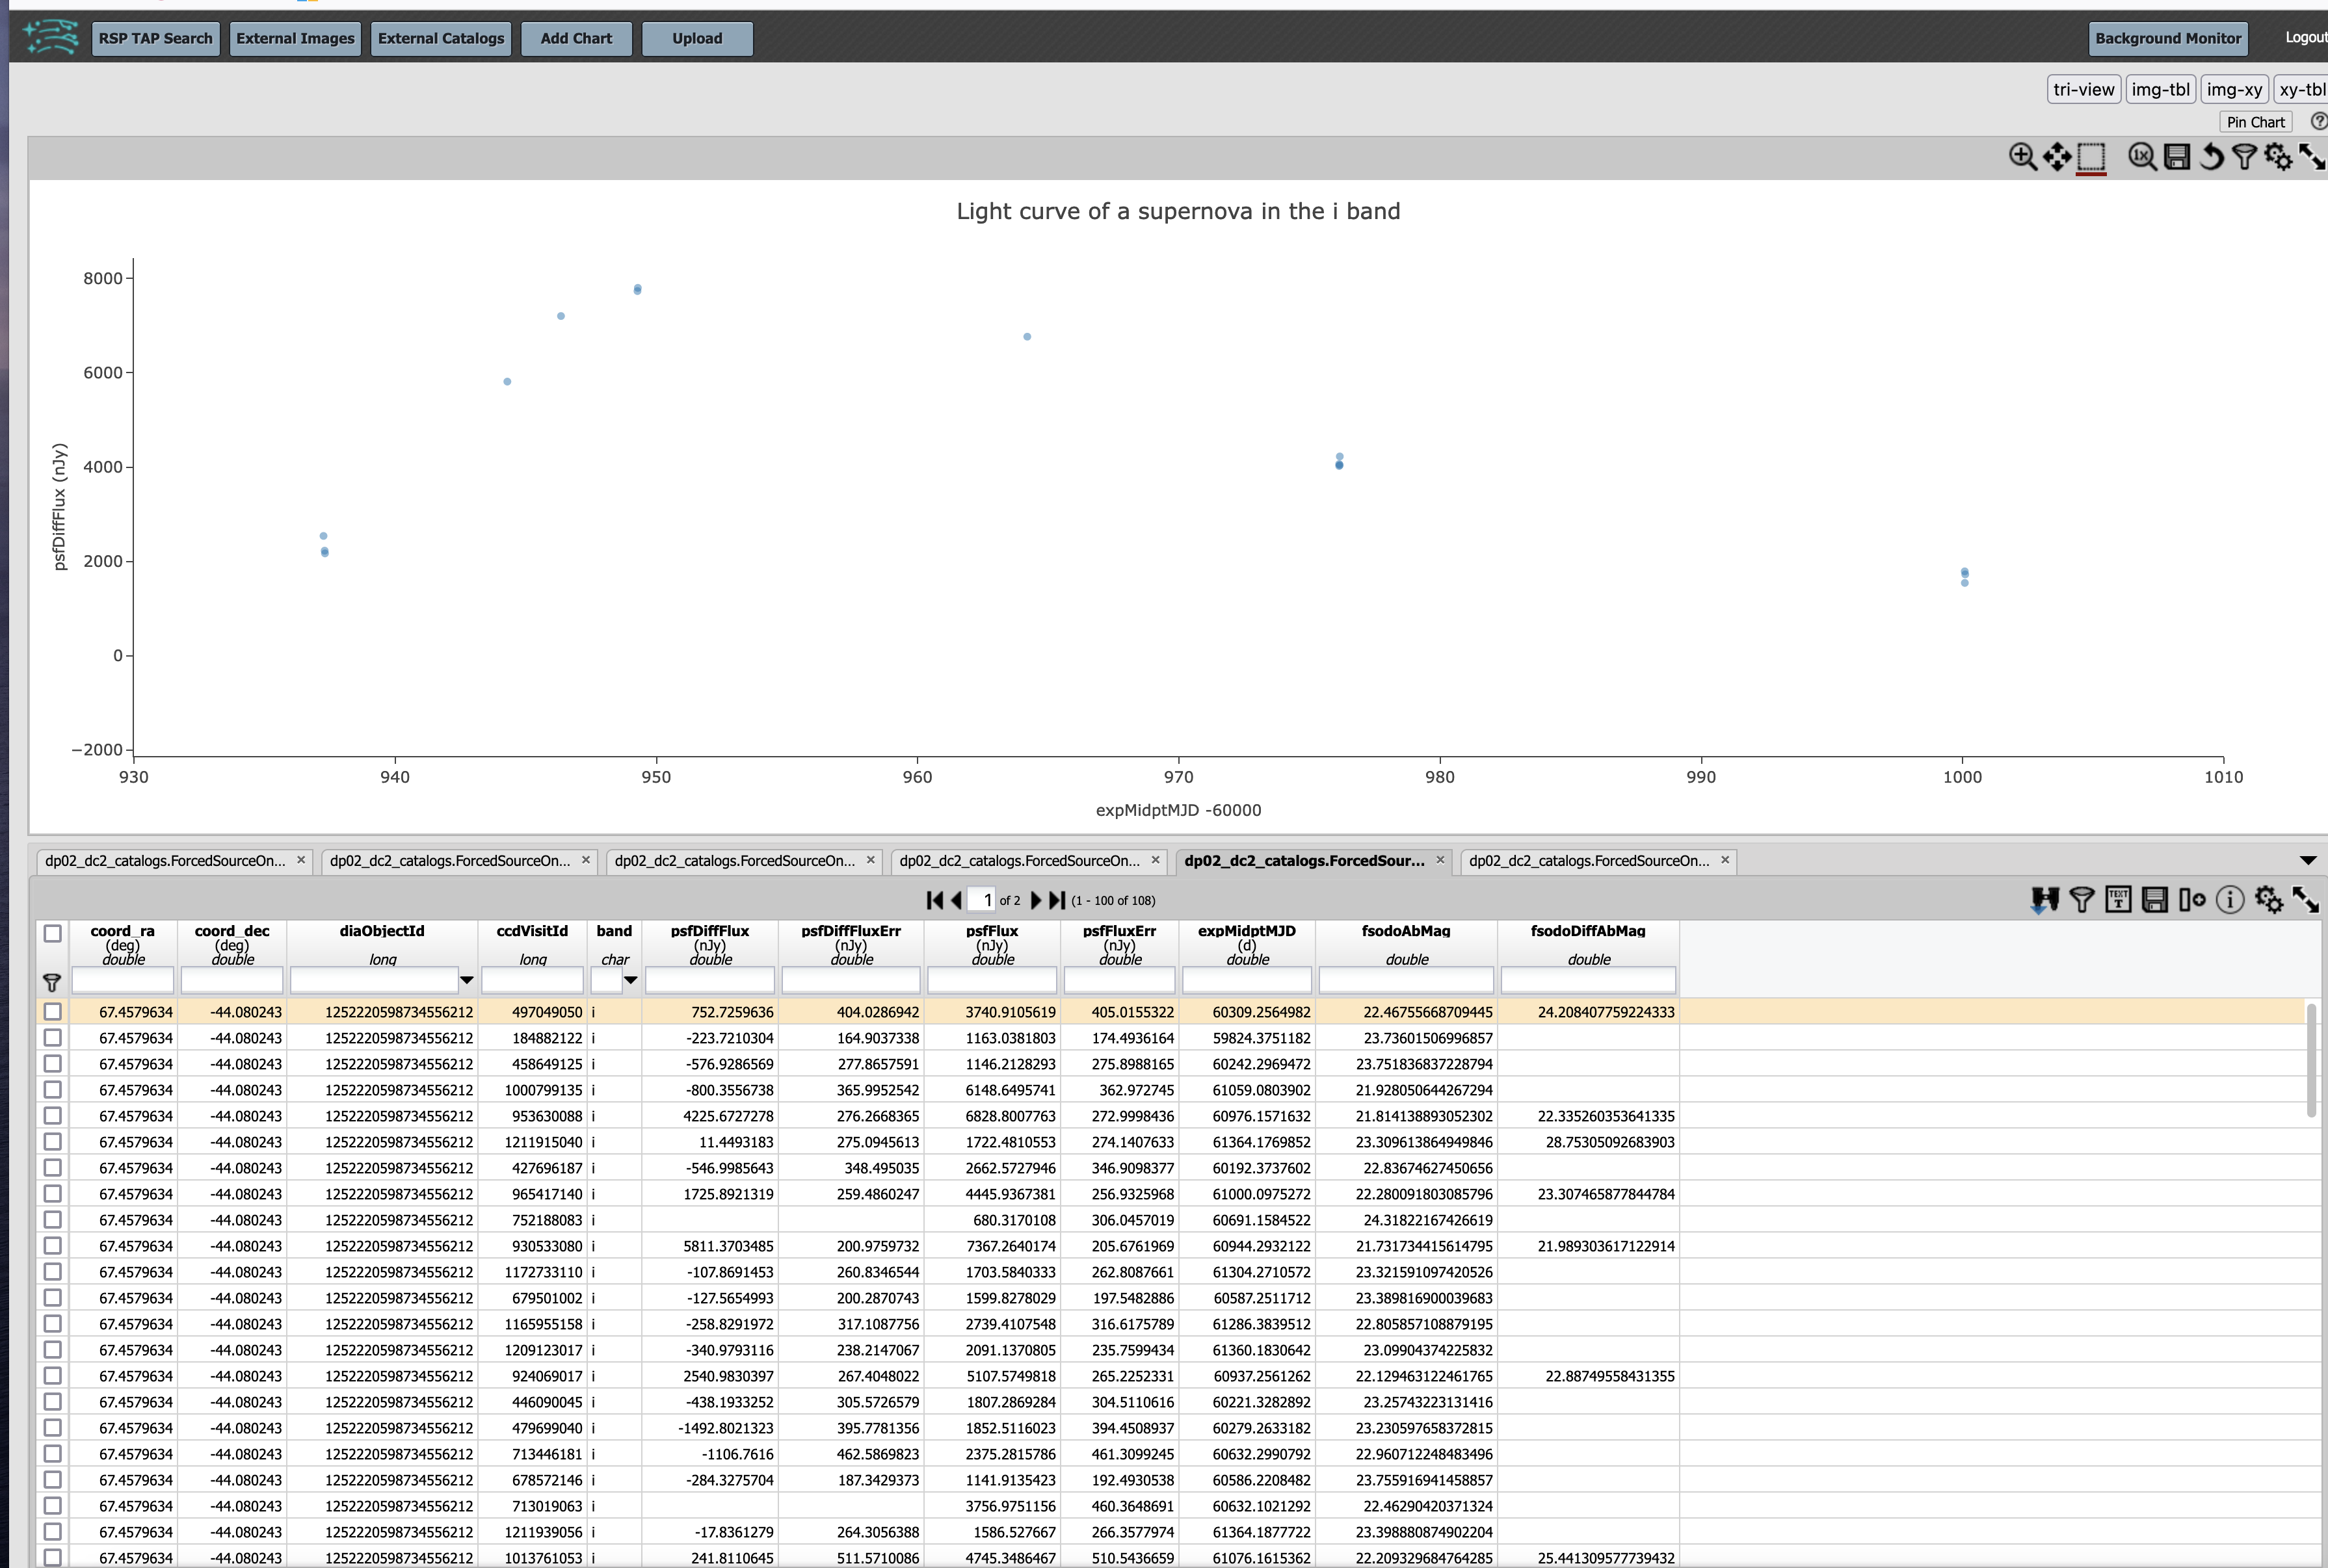 RSP TAP Search External Images External Catalogs Add Chart Upload Background Monitor Logout
tri-view img-tbl img-xy xy-tbl
Pin Chart ?
1x
Light curve of a supernova in the i band
8000
6000
4000
2000
0
−2000
psfDiffFlux (nJy)
930 940 950 960 970 980 990 1000 1010
expMidptMJD -60000
dp02_dc2_catalogs.ForcedSourceOn... × dp02_dc2_catalogs.ForcedSourceOn... × dp02_dc2_catalogs.ForcedSourceOn... × dp02_dc2_catalogs.ForcedSourceOn... × dp02_dc2_catalogs.ForcedSour... × dp02_dc2_catalogs.ForcedSourceOn... ×
1 of 2 (1 - 100 of 108) TEXT T i
coord_ra coord_dec diaObjectId ccdVisitId band psfDiffFlux psfDiffFluxErr psfFlux psfFluxErr expMidptMJD fsodoAbMag fsodoDiffAbMag
(deg) (deg) (nJy) (nJy) (nJy) (nJy) (d)
double double long long char double double double double double double double
67.4579634 -44.080243 1252220598734556212 497049050 i 752.7259636 404.0286942 3740.9105619 405.0155322 60309.2564982 22.46755668709445 24.208407759224333
67.4579634 -44.080243 1252220598734556212 184882122 i -223.7210304 164.9037338 1163.0381803 174.4936164 59824.3751182 23.73601506996857
67.4579634 -44.080243 1252220598734556212 458649125 i -576.9286569 277.8657591 1146.2128293 275.8988165 60242.2969472 23.751836837228794
67.4579634 -44.080243 1252220598734556212 1000799135 i -800.3556738 365.9952542 6148.6495741 362.972745 61059.0803902 21.928050644267294
67.4579634 -44.080243 1252220598734556212 953630088 i 4225.6727278 276.2668365 6828.8007763 272.9998436 60976.1571632 21.814138893052302 22.335260353641335
67.4579634 -44.080243 1252220598734556212 1211915040 i 11.4493183 275.0945613 1722.4810553 274.1407633 61364.1769852 23.309613864949846 28.75305092683903
67.4579634 -44.080243 1252220598734556212 427696187 i -546.9985643 348.495035 2662.5727946 346.9098377 60192.3737602 22.83674627450656
67.4579634 -44.080243 1252220598734556212 965417140 i 1725.8921319 259.4860247 4445.9367381 256.9325968 61000.0975272 22.280091803085796 23.307465877844784
67.4579634 -44.080243 1252220598734556212 752188083 i 680.3170108 306.0457019 60691.1584522 24.31822167426619
67.4579634 -44.080243 1252220598734556212 930533080 i 5811.3703485 200.9759732 7367.2640174 205.6761969 60944.2932122 21.731734415614795 21.989303617122914
67.4579634 -44.080243 1252220598734556212 1172733110 i -107.8691453 260.8346544 1703.5840333 262.8087661 61304.2710572 23.321591097420526
67.4579634 -44.080243 1252220598734556212 679501002 i -127.5654993 200.2870743 1599.8278029 197.5482886 60587.2511712 23.389816900039683
67.4579634 -44.080243 1252220598734556212 1165955158 i -258.8291972 317.1087756 2739.4107548 316.6175789 61286.3839512 22.805857108879195
67.4579634 -44.080243 1252220598734556212 1209123017 i -340.9793116 238.2147067 2091.1370805 235.7599434 61360.1830642 23.09904374225832
67.4579634 -44.080243 1252220598734556212 924069017 i 2540.9830397 267.4048022 5107.5749818 265.2252331 60937.2561262 22.129463122461765 22.88749558431355
67.4579634 -44.080243 1252220598734556212 446090045 i -438.1933252 305.5726579 1807.2869284 304.5110616 60221.3282892 23.25743223131416
67.4579634 -44.080243 1252220598734556212 479699040 i -1492.8021323 395.7781356 1852.5116023 394.4508937 60279.2633182 23.230597658372815
67.4579634 -44.080243 1252220598734556212 713446181 i -1106.7616 462.5869823 2375.2815786 461.3099245 60632.2990792 22.960712248483496
67.4579634 -44.080243 1252220598734556212 678572146 i -284.3275704 187.3429373 1141.9135423 192.4930538 60586.2208482 23.755916941458857
67.4579634 -44.080243 1252220598734556212 713019063 i 3756.9751156 460.3648691 60632.1021292 22.46290420371324
67.4579634 -44.080243 1252220598734556212 1211939056 i -17.8361279 264.3056388 1586.527667 266.3577974 61364.1877722 23.398880874902204
67.4579634 -44.080243 1252220598734556212 1013761053 i 241.8110645 511.5710086 4745.3486467 510.5436659 61076.1615362 22.209329684764285 25.441309577739432